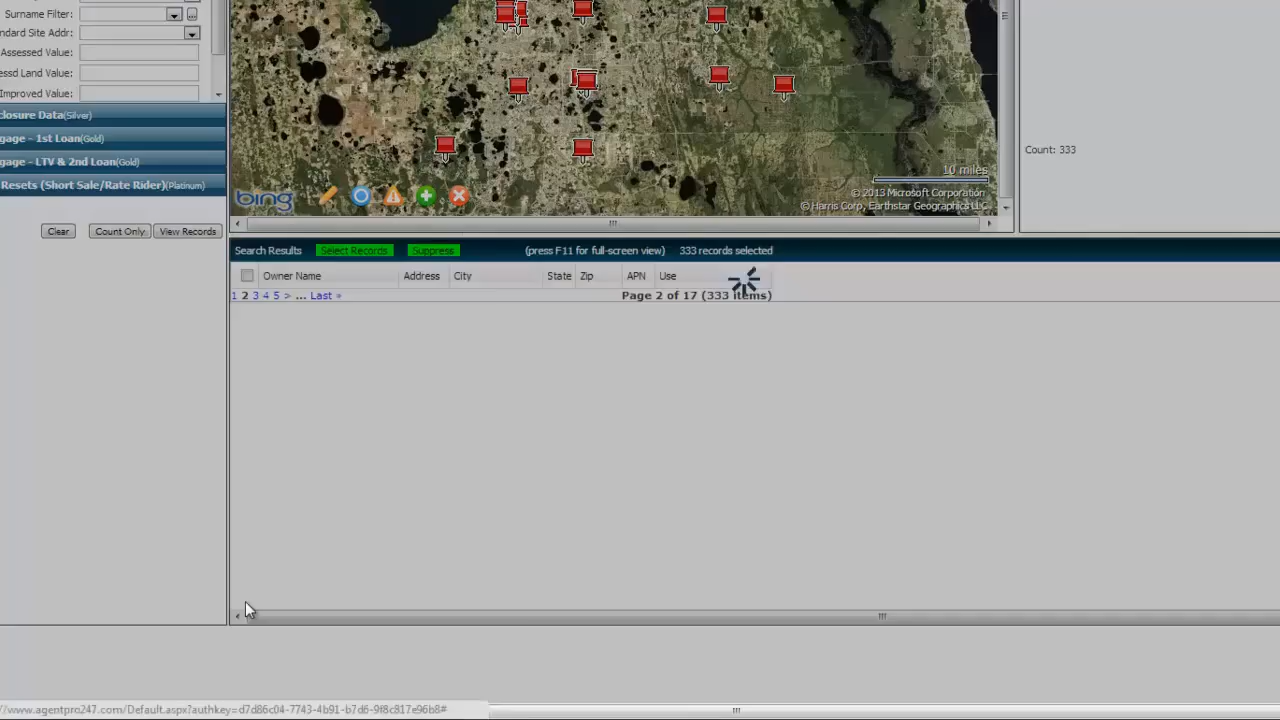 Surname Filter:
ndard Site Addr:
Assessed Value:
essd Land Value:
Improved Value:
closure Data(Silver)
gage - 1st Loan(Gold)
gage - LTV & 2nd Loan(Gold)
Resets (Short Sale/Rate Rider)(Platinum)
Clear Count Only View Records
bing
10 miles
© 2013 Microsoft Corporation
© Harris Corp, Earthstar Geographics LLC
Count: 333
Search Results Select Records Suppress (press F11 for full-screen view) 333 records selected
Owner Name Address City State Zip APN Use
1 2 3 4 5 > ... Last » Page 2 of 17 (333 items)
//www.agentpro247.com/Default.aspx?authkey=d7d86c04-7743-4b91-b7d6-9f8c817e96b8#